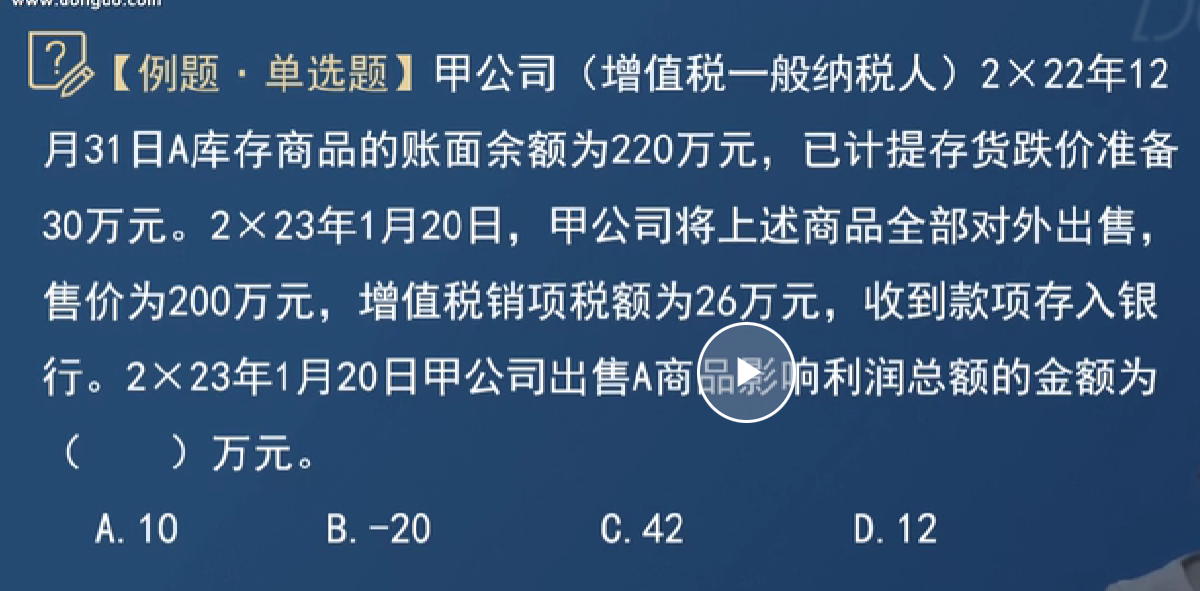 www.dongao.com
【例题·单选题】甲公司（增值税一般纳税人）2×22年12
月31日A库存商品的账面余额为220万元，已计提存货跌价准备
30万元。2×23年1月20日，甲公司将上述商品全部对外出售，
售价为200万元，增值税销项税额为26万元，收到款项存入银
行。2×23年1月20日甲公司出售A商品影响利润总额的金额为
（　　）万元。
A.10　　B.-20　　C.42　　D.12